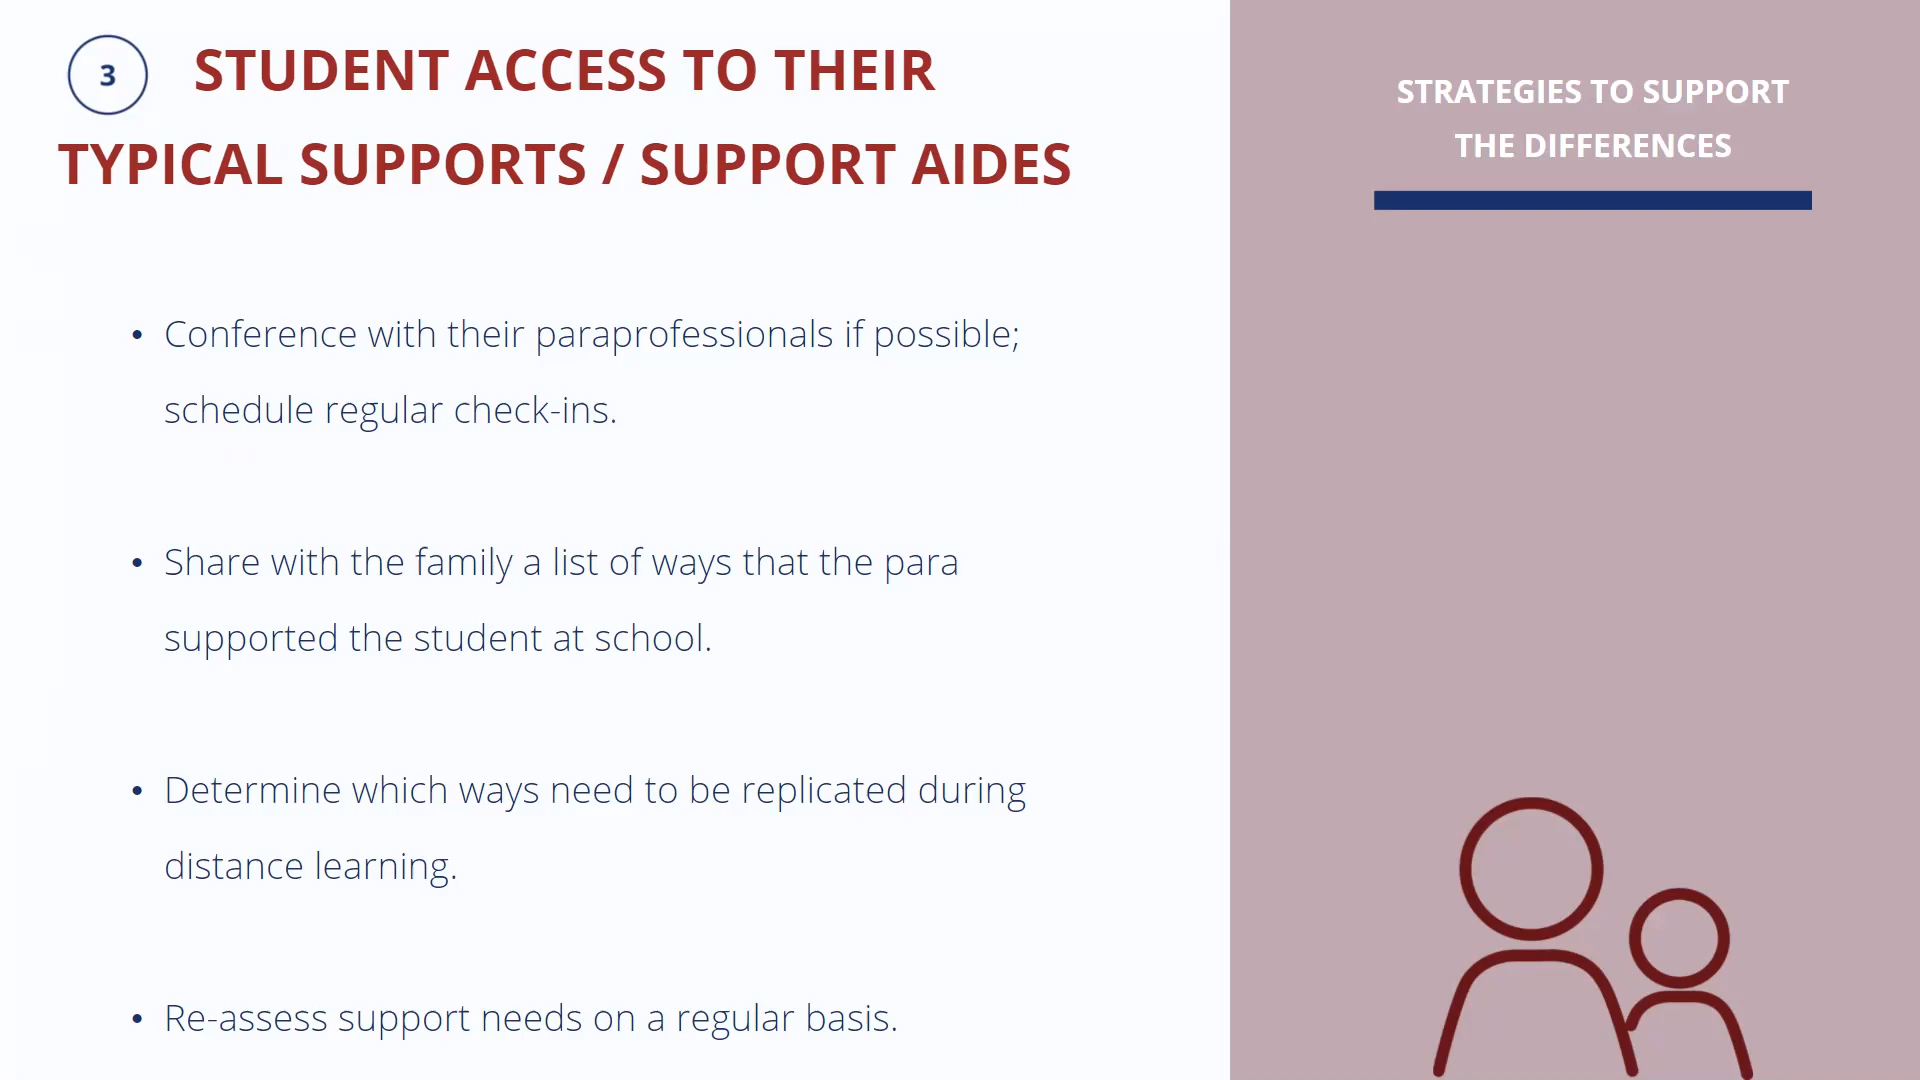 3
STUDENT ACCESS TO THEIR
TYPICAL SUPPORTS / SUPPORT AIDES
• Conference with their paraprofessionals if possible;
schedule regular check-ins.
• Share with the family a list of ways that the para
supported the student at school.
• Determine which ways need to be replicated during
distance learning.
• Re-assess support needs on a regular basis.
STRATEGIES TO SUPPORT
THE DIFFERENCES